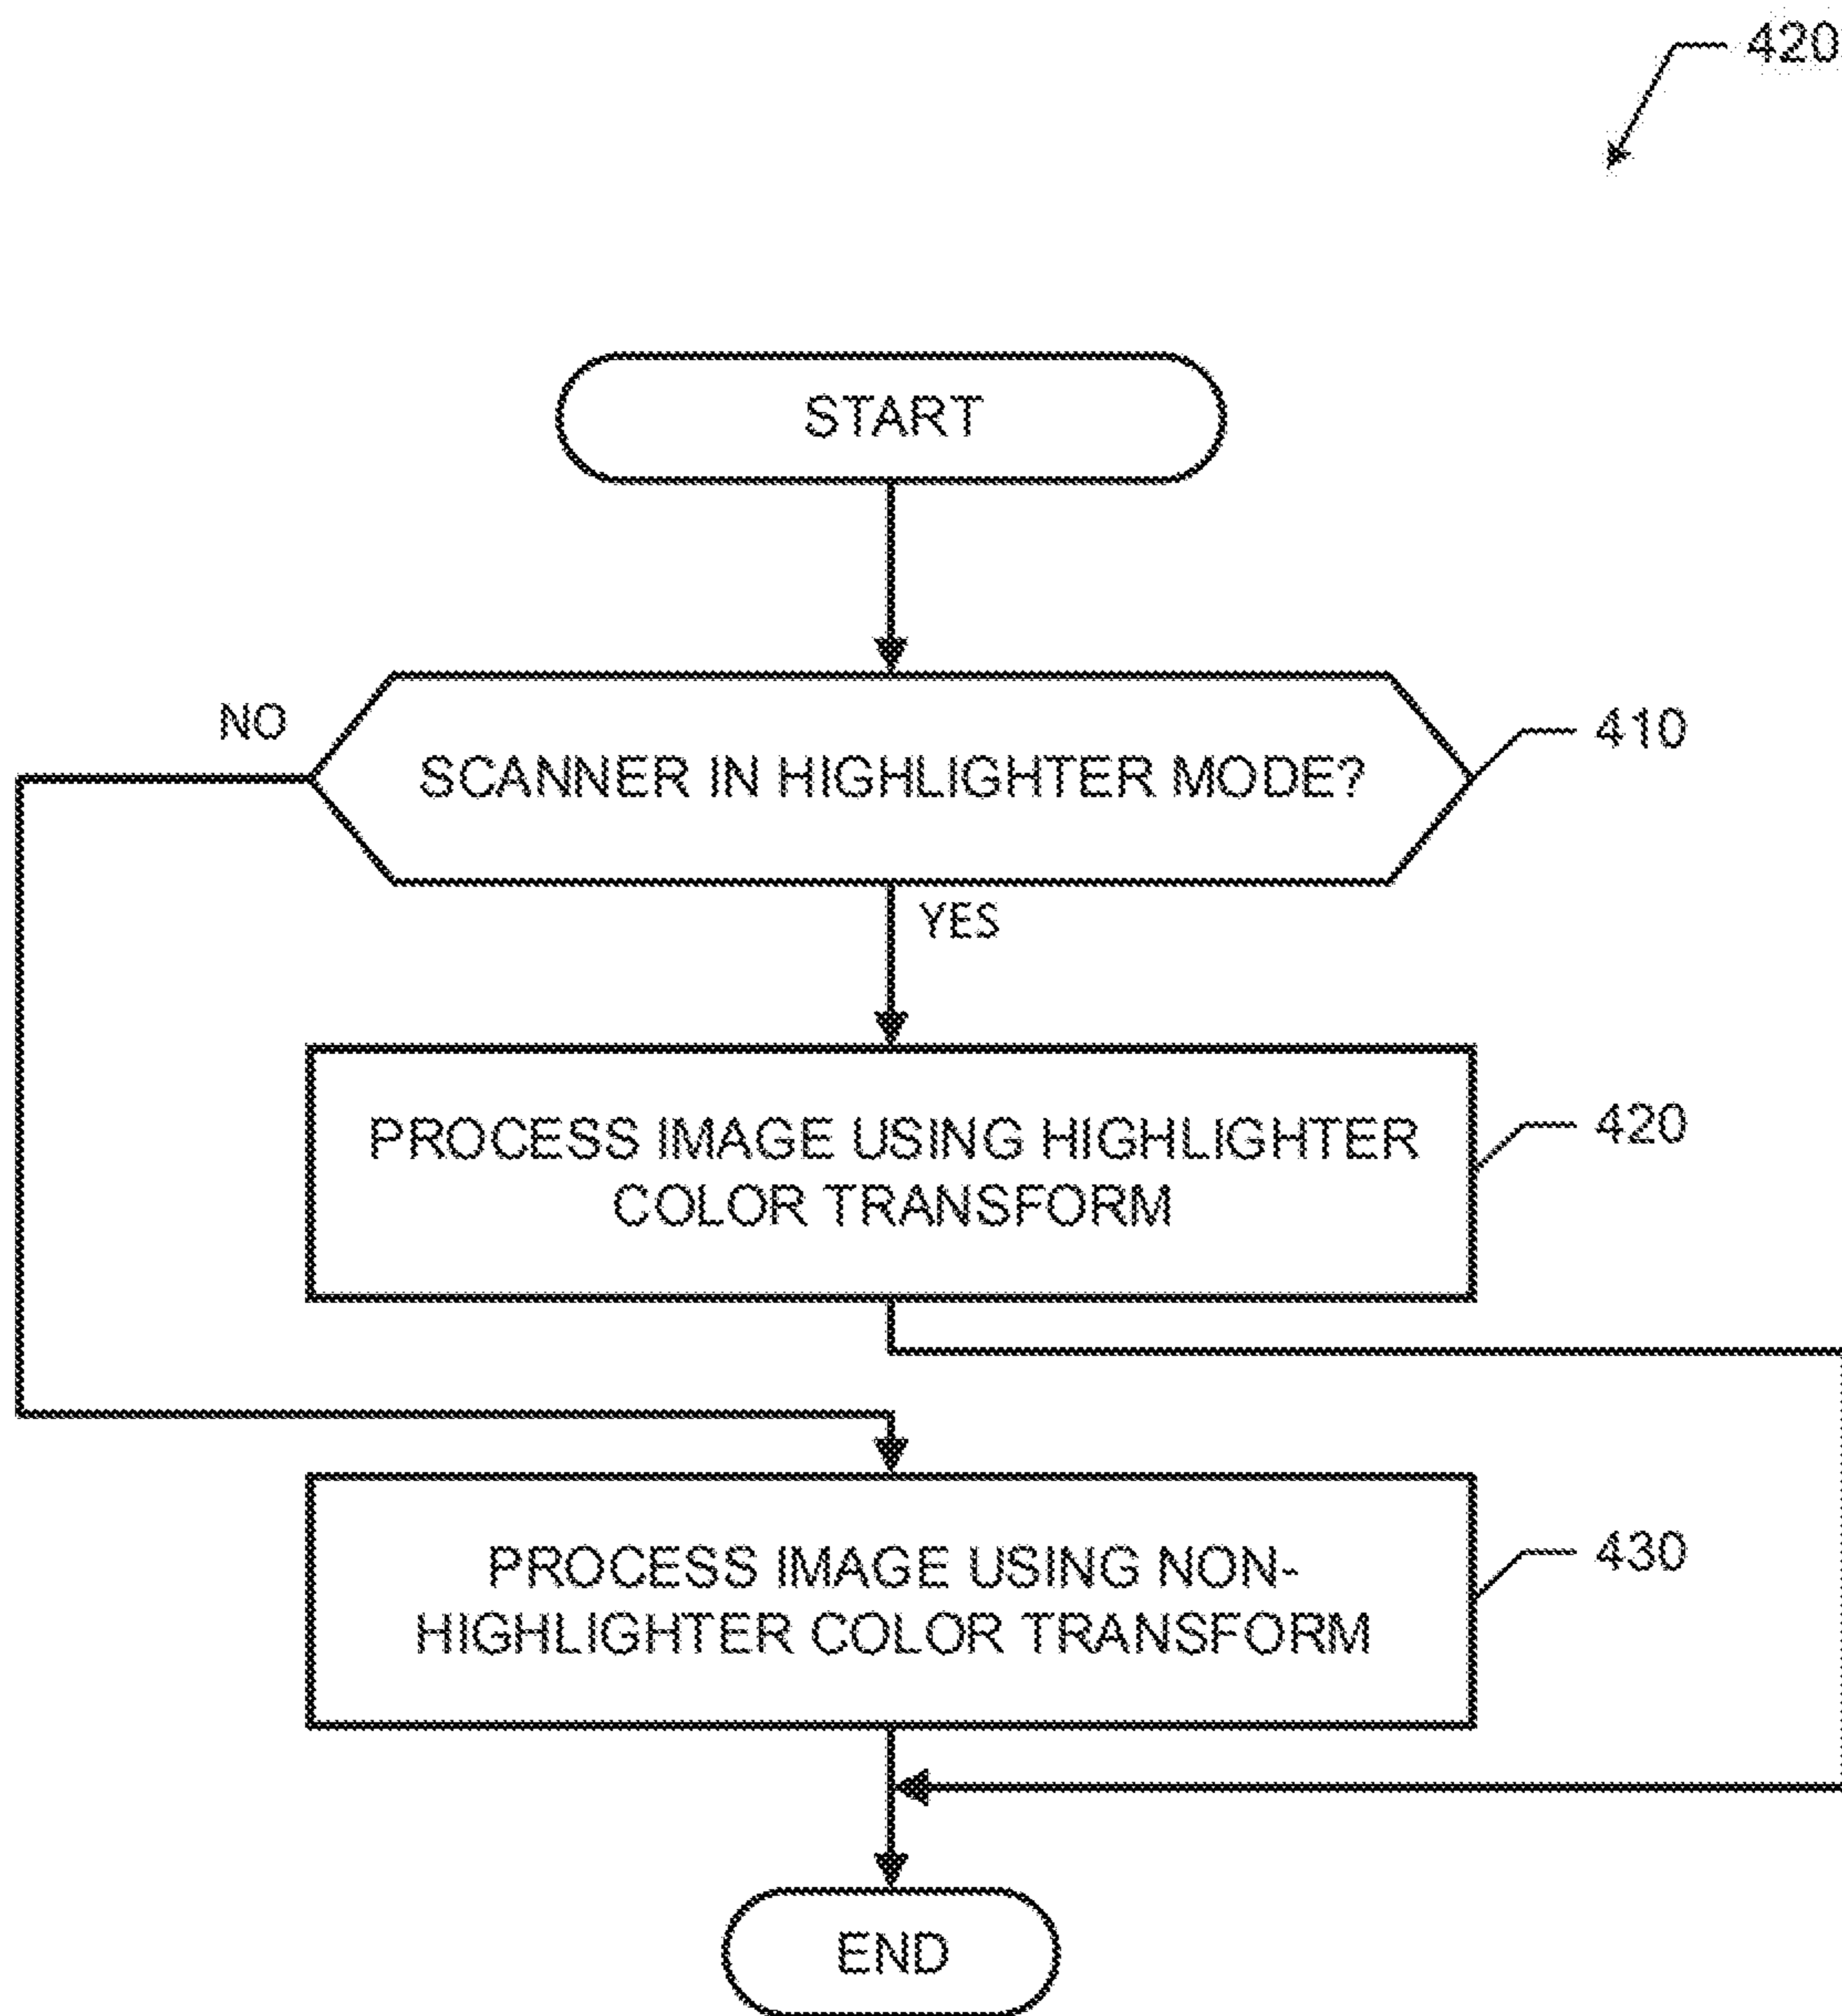 420
START
NO
SCANNER IN HIGHLIGHTER MODE?
410
YES
PROCESS IMAGE USING HIGHLIGHTER
COLOR TRANSFORM
420
PROCESS IMAGE USING NON-
HIGHLIGHTER COLOR TRANSFORM
430
END